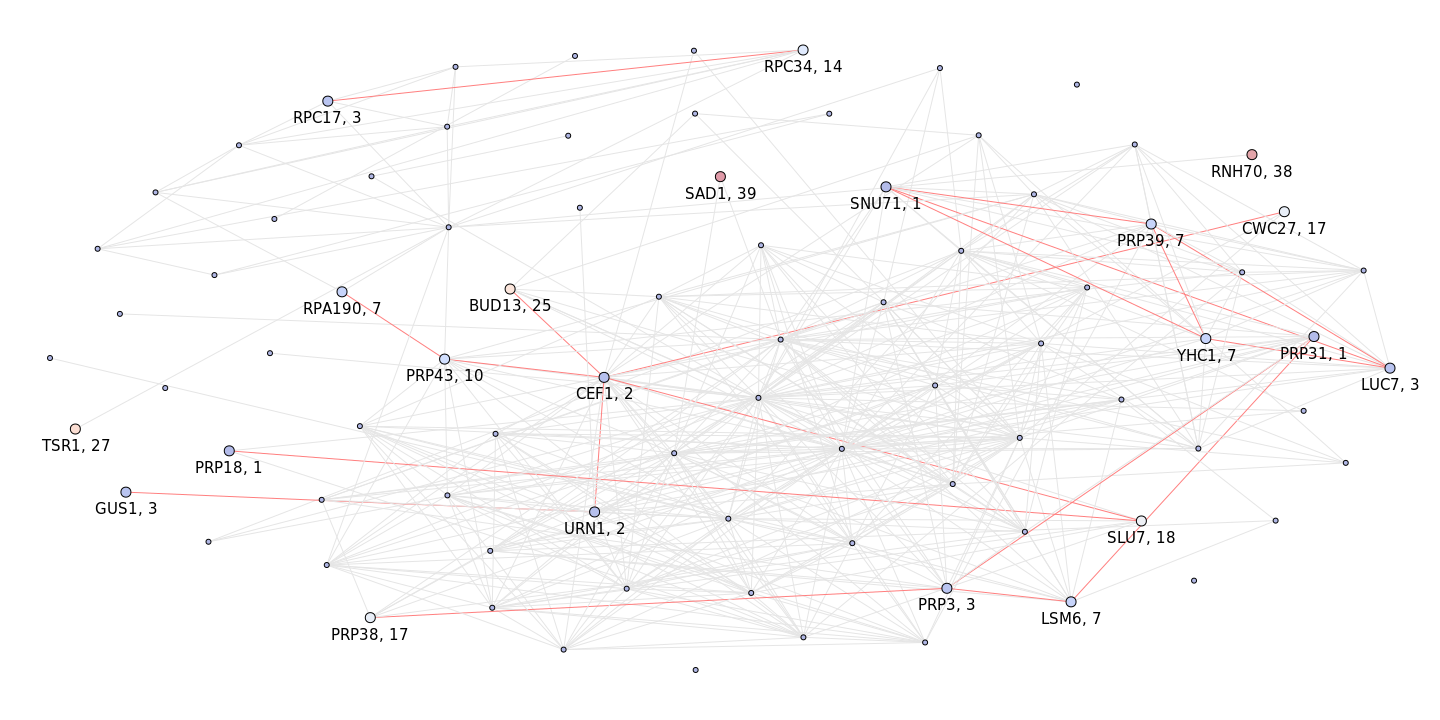 RPC34, 14
RPC17, 3
RNH70, 38
SAD1, 39
SNU71, 1
CWC27, 17
PRP39, 7
BUD13, 25
RPA190, 7
YHC1, 7
PRP31, 1
PRP43, 10
LUC7, 3
CEF1, 2
TSR1, 27
PRP18, 1
GUS1, 3
URN1, 2
SLU7, 18
PRP3, 3
LSM6, 7
PRP38, 17